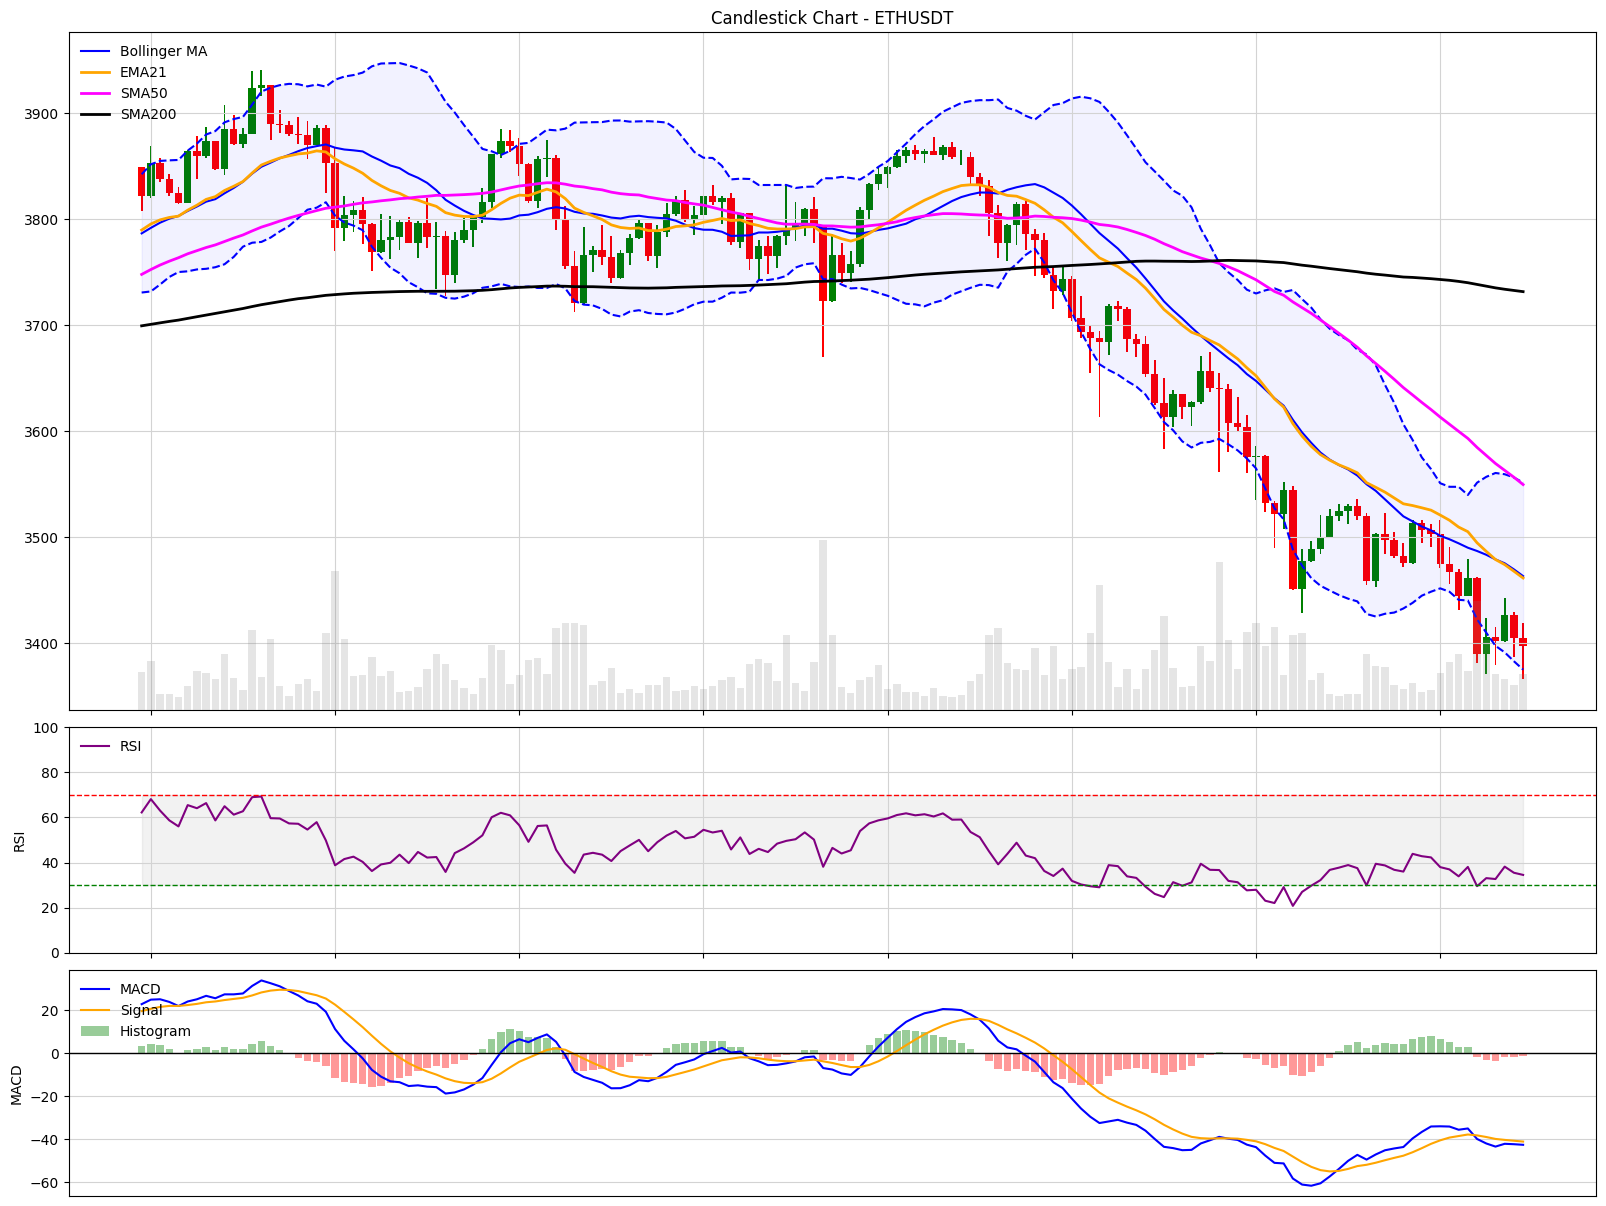 Candlestick Chart - ETHUSDT
Bollinger MA
EMA21
SMA50
SMA200
3900
3800
3700
3600
3500
3400
100
80
60
40
20
0
RSI
RSI
20
0
−20
−40
−60
MACD
MACD
Signal
Histogram